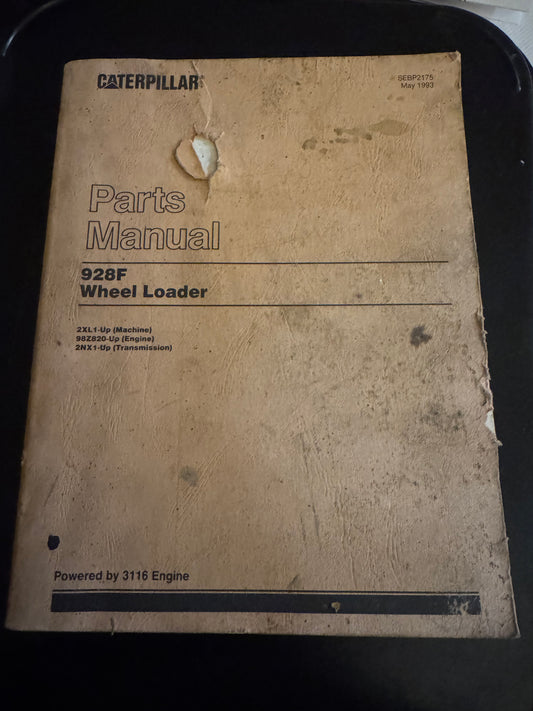 CATERPILLAR
SEBP2175
May 1993
Parts
Manual
928F
Wheel Loader
2XL1-Up (Machine)
98Z820-Up (Engine)
2NX1-Up (Transmission)
Powered by 3116 Engine